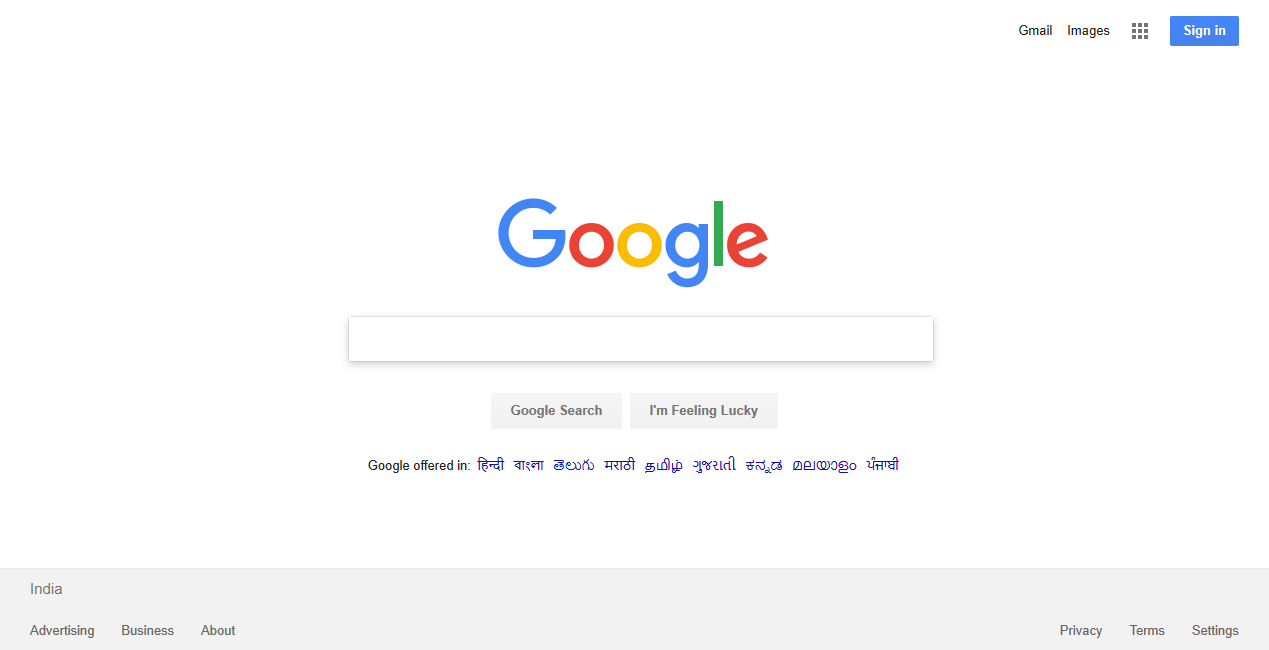 Gmail Images Sign in
Google
Google Search I'm Feeling Lucky
Google offered in: हिन्दी বাংলা తెలుగు मराठी தமிழ் ગુજરાતી ಕನ್ನಡ മലയാളം ਪੰਜਾਬੀ
India
Advertising Business About Privacy Terms Settings